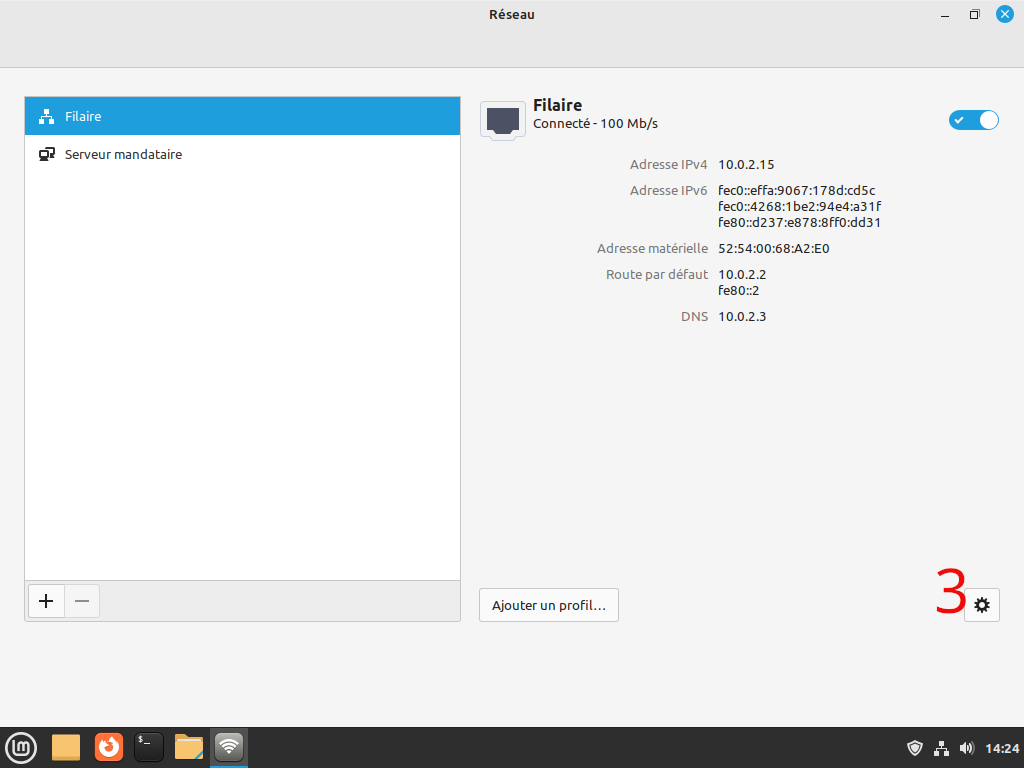 Réseau
Filaire
Serveur mandataire
Filaire
Connecté - 100 Mb/s
Adresse IPv4 10.0.2.15
Adresse IPv6 fec0::effa:9067:178d:cd5c
fec0::4268:1be2:94e4:a31f
fe80::d237:e878:8ff0:dd31
Adresse matérielle 52:54:00:68:A2:E0
Route par défaut 10.0.2.2
fe80::2
DNS 10.0.2.3
Ajouter un profil…
3
$_
14:24